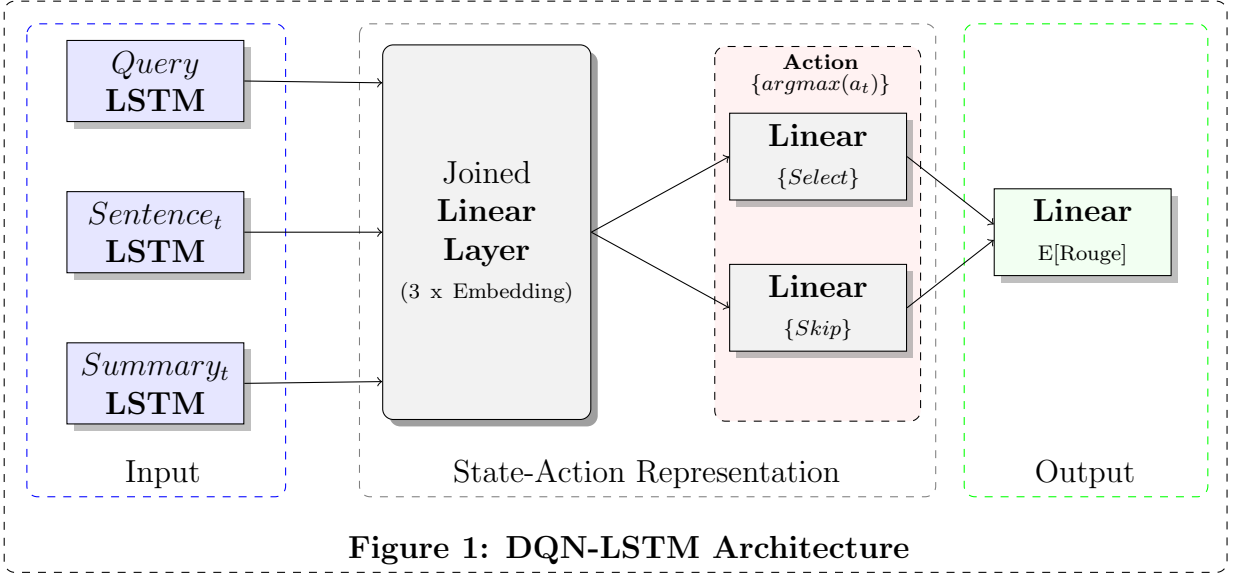 Query
LSTM
Sentence_t
LSTM
Summary_t
LSTM
Input
Joined
Linear
Layer
(3 x Embedding)
Action
{argmax(a_t)}
Linear
{Select}
Linear
{Skip}
State-Action Representation
Linear
E[Rouge]
Output
Figure 1: DQN-LSTM Architecture